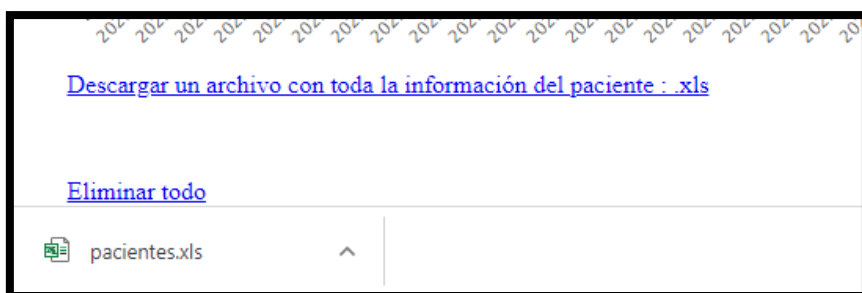 Descargar un archivo con toda la información del paciente : .xls
Eliminar todo
pacientes.xls